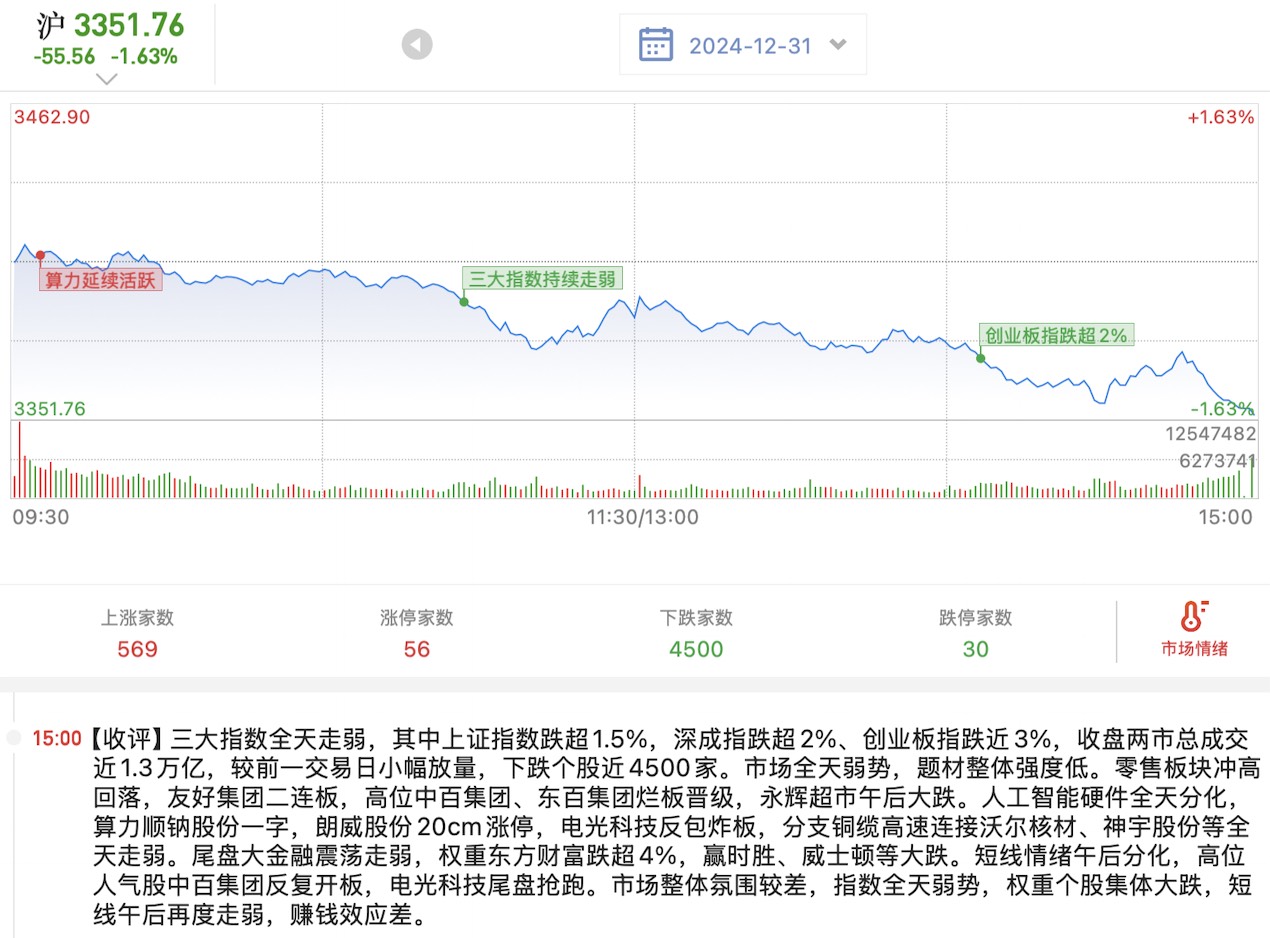 沪 3351.76
-55.56 -1.63%
2024-12-31
3462.90
+1.63%
算力延续活跃
三大指数持续走弱
创业板指跌超2%
3351.76
-1.63%
12547482
6273741
09:30
11:30/13:00
15:00
上涨家数
涨停家数
下跌家数
跌停家数
569
56
4500
30
市场情绪
15:00【收评】三大指数全天走弱，其中上证指数跌超1.5%，深成指跌超2%、创业板指跌近3%，收盘两市总成交
近1.3万亿，较前一交易日小幅放量，下跌个股近4500家。市场全天弱势，题材整体强度低。零售板块冲高
回落，友好集团二连板，高位中百集团、东百集团烂板晋级，永辉超市午后大跌。人工智能硬件全天分化，
算力顺钠股份一字，朗威股份20cm涨停，电光科技反包炸板，分支铜缆高速连接沃尔核材、神宇股份等全
天走弱。尾盘大金融震荡走弱，权重东方财富跌超4%，赢时胜、威士顿等大跌。短线情绪午后分化，高位
人气股中百集团反复开板，电光科技尾盘抢跑。市场整体氛围较差，指数全天弱势，权重个股集体大跌，短
线午后再度走弱，赚钱效应差。